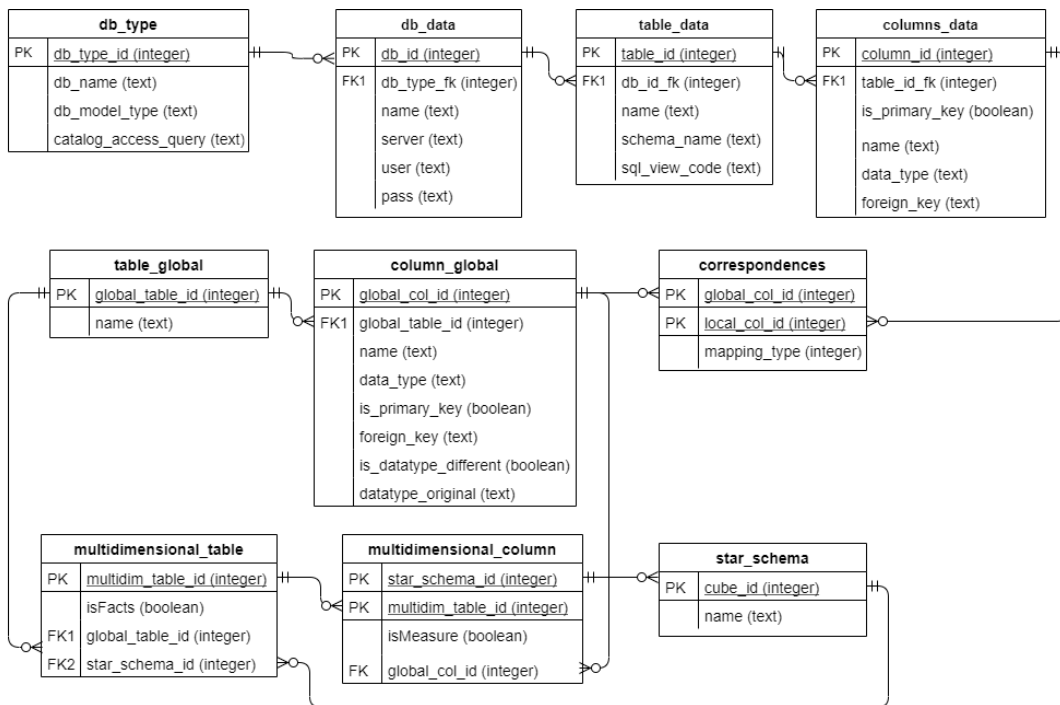 db_type
PK db_type_id (integer)
db_name (text)
db_model_type (text)
catalog_access_query (text)
db_data
PK db_id (integer)
FK1 db_type_fk (integer)
name (text)
server (text)
user (text)
pass (text)
table_data
PK table_id (integer)
FK1 db_id_fk (integer)
name (text)
schema_name (text)
sql_view_code (text)
columns_data
PK column_id (integer)
FK1 table_id_fk (integer)
is_primary_key (boolean)
name (text)
data_type (text)
foreign_key (text)
table_global
PK global_table_id (integer)
name (text)
column_global
PK global_col_id (integer)
FK1 global_table_id (integer)
name (text)
data_type (text)
is_primary_key (boolean)
foreign_key (text)
is_datatype_different (boolean)
datatype_original (text)
correspondences
PK global_col_id (integer)
PK local_col_id (integer)
mapping_type (integer)
multidimensional_table
PK multidim_table_id (integer)
isFacts (boolean)
FK1 global_table_id (integer)
FK2 star_schema_id (integer)
multidimensional_column
PK star_schema_id (integer)
PK multidim_table_id (integer)
isMeasure (boolean)
FK global_col_id (integer)
star_schema
PK cube_id (integer)
name (text)